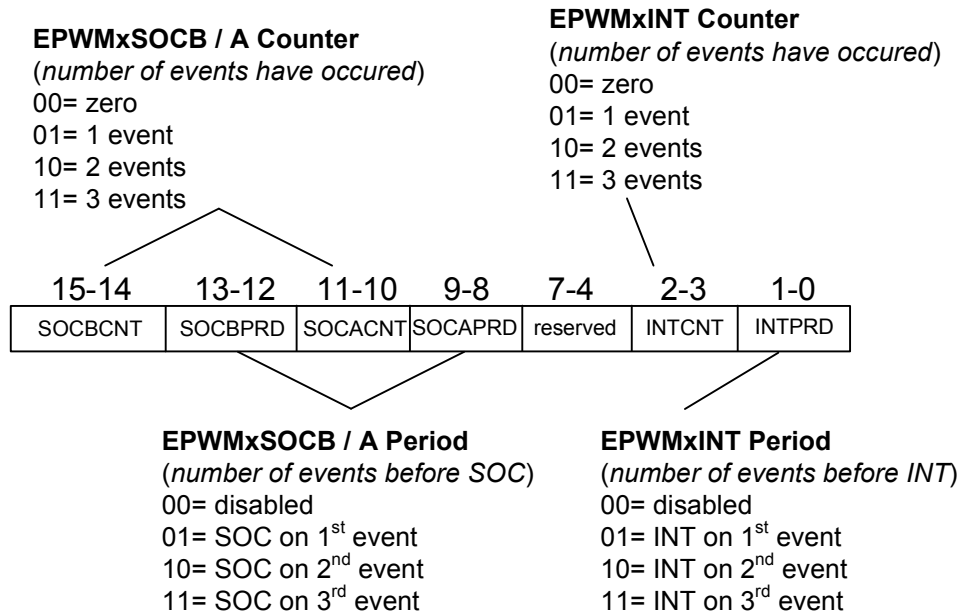 EPWMxSOCB / A Counter
(number of events have occured)
00= zero
01= 1 event
10= 2 events
11= 3 events
EPWMxINT Counter
(number of events have occured)
00= zero
01= 1 event
10= 2 events
11= 3 events
15-14 13-12 11-10 9-8 7-4 2-3 1-0
SOCBCNT SOCBPRD SOCACNT SOCAPRD reserved INTCNT INTPRD
EPWMxSOCB / A Period
(number of events before SOC)
00= disabled
01= SOC on 1st event
10= SOC on 2nd event
11= SOC on 3rd event
EPWMxINT Period
(number of events before INT)
00= disabled
01= INT on 1st event
10= INT on 2nd event
11= INT on 3rd event